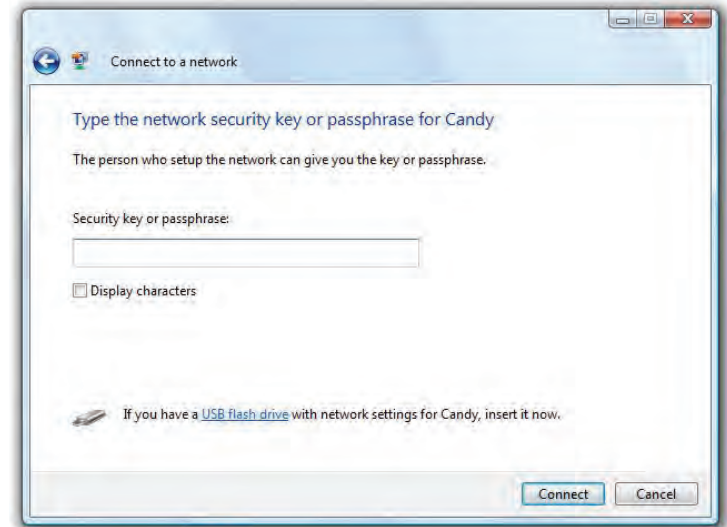 Connect to a network
Type the network security key or passphrase for Candy
The person who setup the network can give you the key or passphrase.
Security key or passphrase:
Display characters
If you have a USB flash drive with network settings for Candy, insert it now.
Connect
Cancel